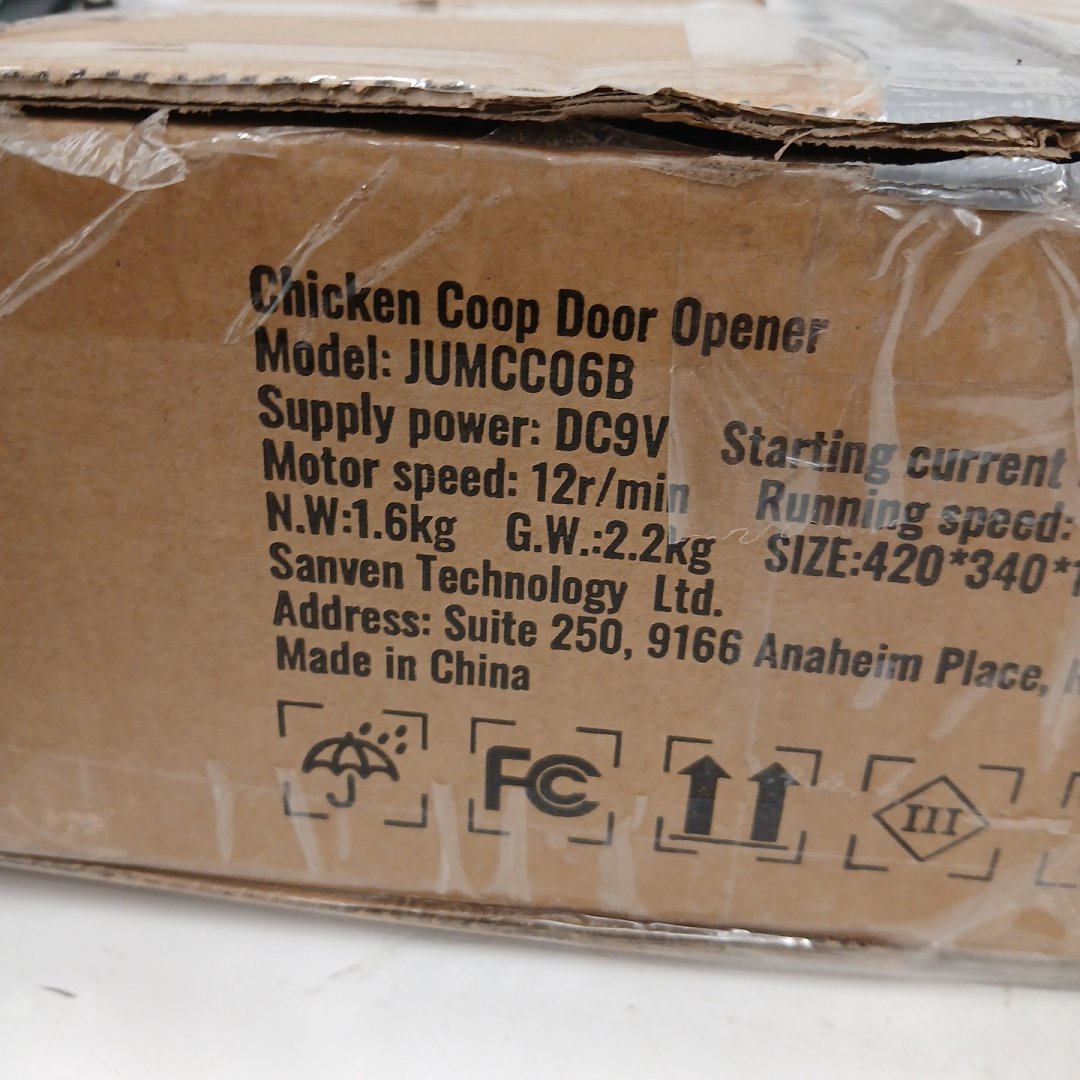 Chicken Coop Door Opener
Model: JUMCC06B
Supply power: DC9V Starting current
Motor speed: 12r/min Running speed:
N.W:1.6kg G.W.:2.2kg SIZE:420*340*1
Sanven Technology Ltd.
Address: Suite 250, 9166 Anaheim Place,
Made in China
FC III